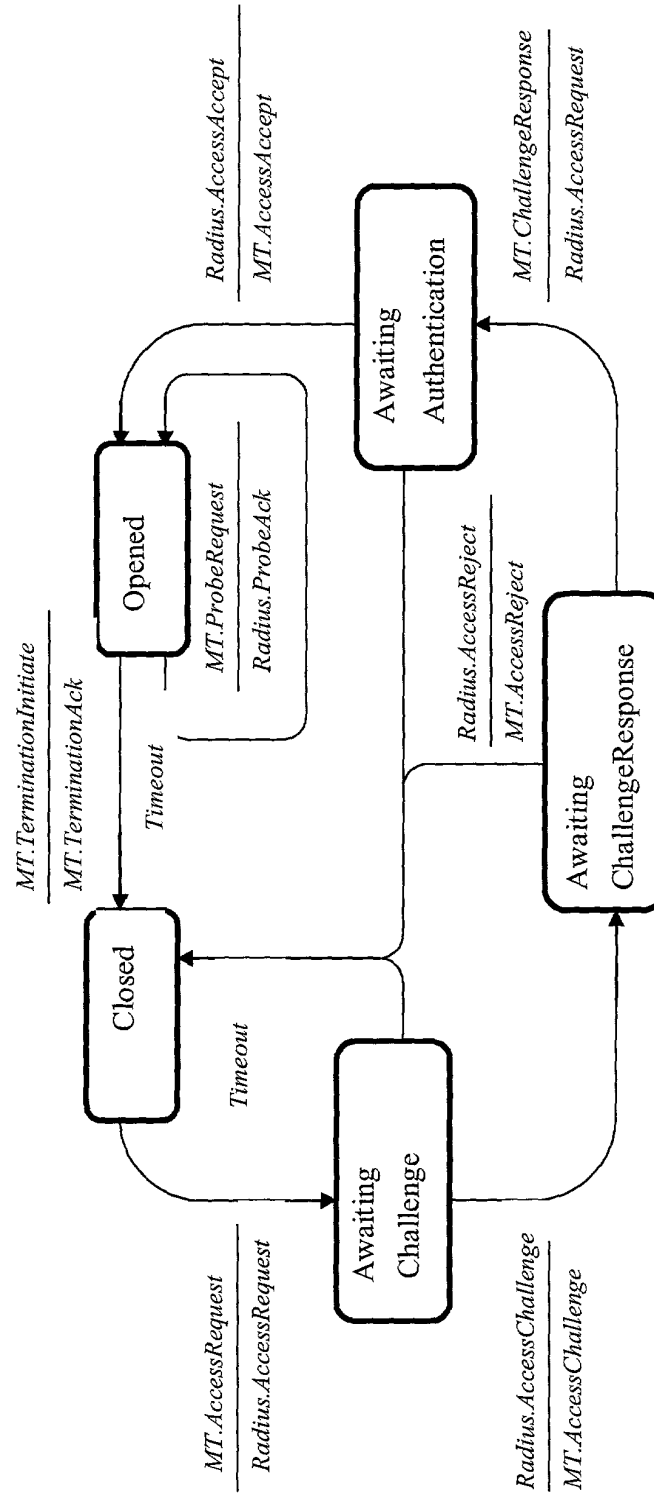 MT.TerminationInitiate
MT.TerminationAck
Timeout
Closed
Opened
MT.AccessRequest
Radius.AccessRequest
Timeout
MT.ProbeRequest
Radius.ProbeAck
Radius.AccessAccept
MT.AccessAccept
Awaiting
Challenge
Awaiting
Authentication
Radius.AccessReject
MT.AccessReject
Radius.AccessChallenge
MT.AccessChallenge
Awaiting
ChallengeResponse
MT.ChallengeResponse
Radius.AccessRequest